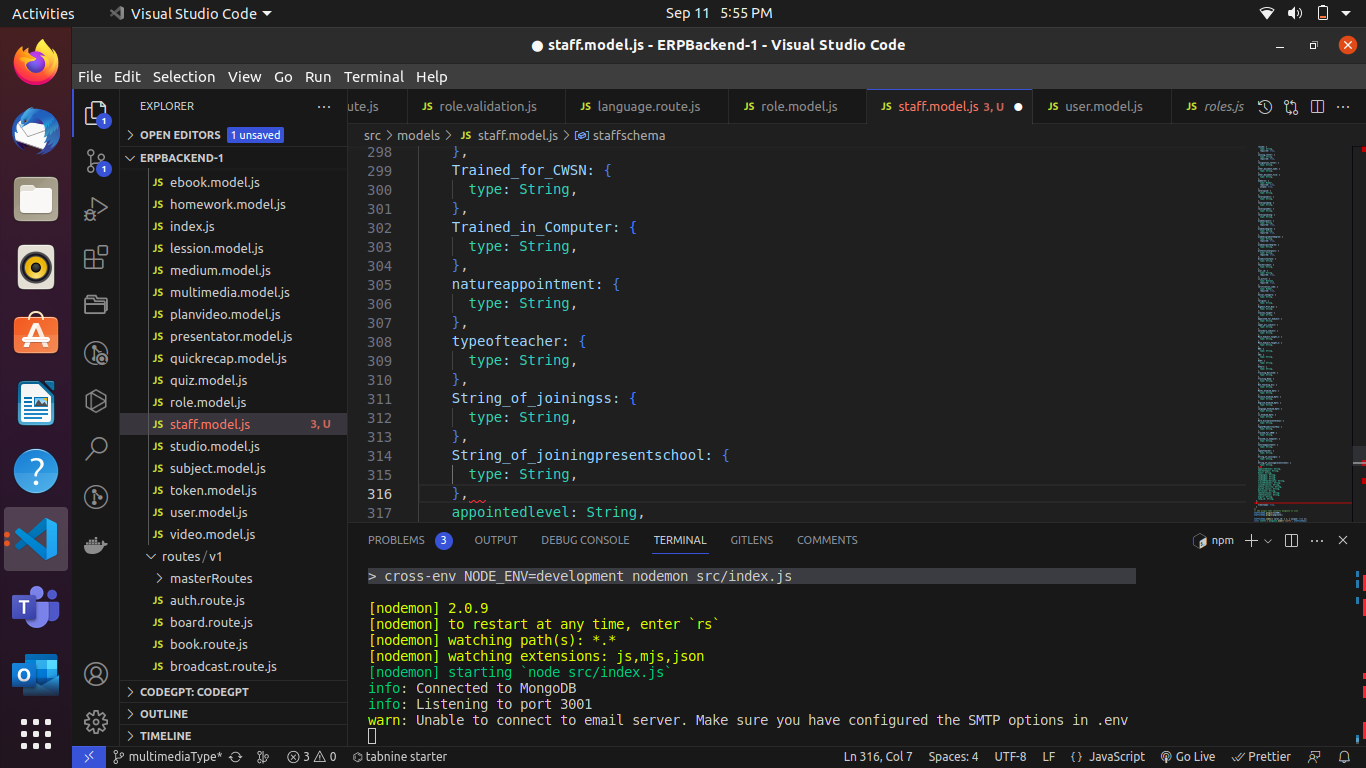 Activities Visual Studio Code Sep 11 5:55 PM
● staff.model.js - ERPBackend-1 - Visual Studio Code
File Edit Selection View Go Run Terminal Help
EXPLORER
ute.js JS role.validation.js JS language.route.js JS role.model.js JS staff.model.js 3, U ● JS user.model.js JS roles.js
OPEN EDITORS 1 unsaved
src > models > JS staff.model.js > staffschema
ERPBACKEND-1
JS ebook.model.js
JS homework.model.js
JS index.js
JS lession.model.js
JS medium.model.js
JS multimedia.model.js
JS planvideo.model.js
JS presentator.model.js
JS quickrecap.model.js
JS quiz.model.js
JS role.model.js
JS staff.model.js 3, U
JS studio.model.js
JS subject.model.js
JS token.model.js
JS user.model.js
JS video.model.js
routes / v1
masterRoutes
JS auth.route.js
JS board.route.js
JS book.route.js
JS broadcast.route.js
CODEGPT: CODEGPT
OUTLINE
TIMELINE
298 },
299 Trained_for_CWSN: {
300 type: String,
301 },
302 Trained_in_Computer: {
303 type: String,
304 },
305 natureappointment: {
306 type: String,
307 },
308 typeofteacher: {
309 type: String,
310 },
311 String_of_joiningss: {
312 type: String,
313 },
314 String_of_joiningpresentschool: {
315 type: String,
316 },
317 appointedlevel: String,
PROBLEMS 3 OUTPUT DEBUG CONSOLE TERMINAL GITLENS COMMENTS npm
> cross-env NODE_ENV=development nodemon src/index.js
[nodemon] 2.0.9
[nodemon] to restart at any time, enter `rs`
[nodemon] watching path(s): *.*
[nodemon] watching extensions: js,mjs,json
[nodemon] starting `node src/index.js`
info: Connected to MongoDB
info: Listening to port 3001
warn: Unable to connect to email server. Make sure you have configured the SMTP options in .env
multimediaType* 3 0 tabnine starter Ln 316, Col 7 Spaces: 4 UTF-8 LF {} JavaScript Go Live Prettier